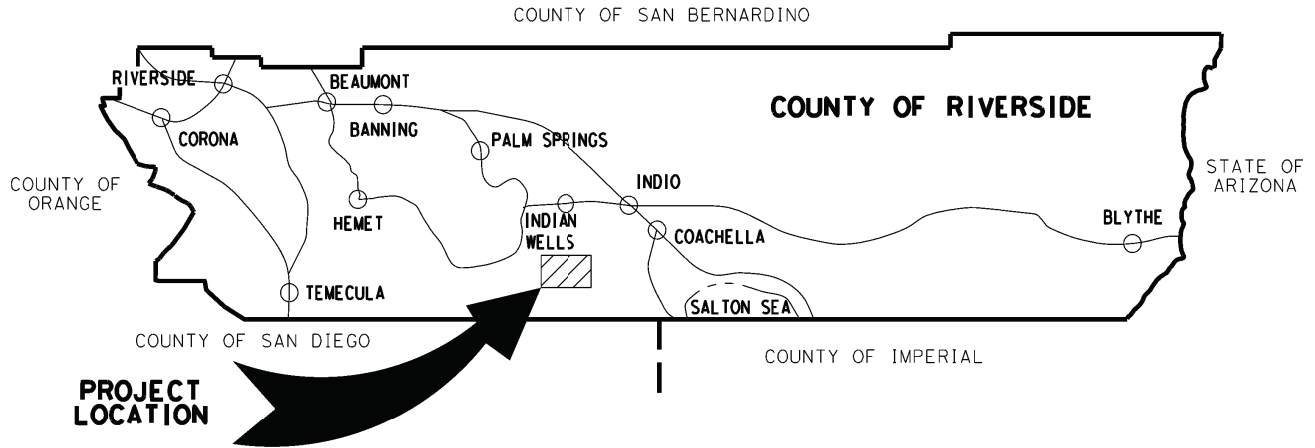 COUNTY OF SAN BERNARDINO
RIVERSIDE
BEAUMONT
COUNTY OF RIVERSIDE
CORONA
BANNING
PALM SPRINGS
COUNTY OF
ORANGE
STATE OF
ARIZONA
INDIO
HEMET
INDIAN
WELLS
COACHELLA
BLYTHE
TEMECULA
SALTON SEA
COUNTY OF SAN DIEGO
COUNTY OF IMPERIAL
PROJECT
LOCATION